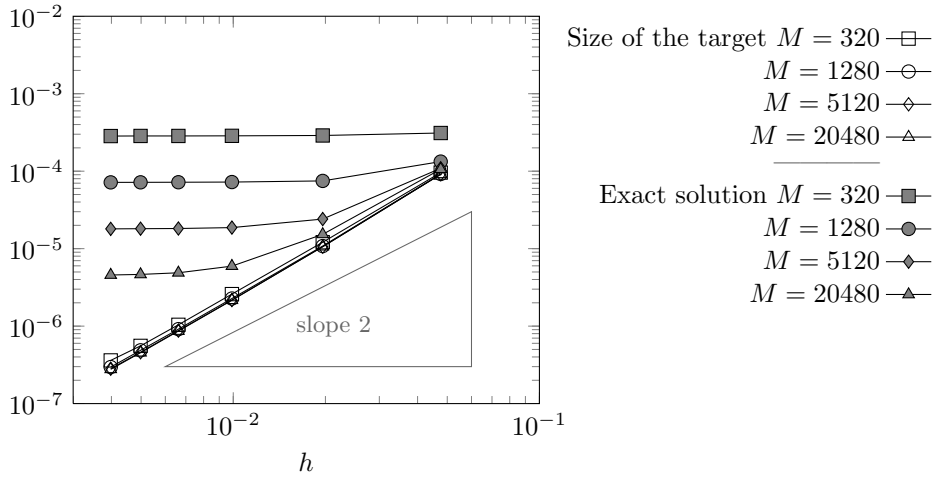 10^{-2}
10^{-3}
10^{-4}
10^{-5}
10^{-6}
10^{-7}
10^{-2}
10^{-1}
h
slope 2
Size of the target M = 320
M = 1280
M = 5120
M = 20480
Exact solution M = 320
M = 1280
M = 5120
M = 20480